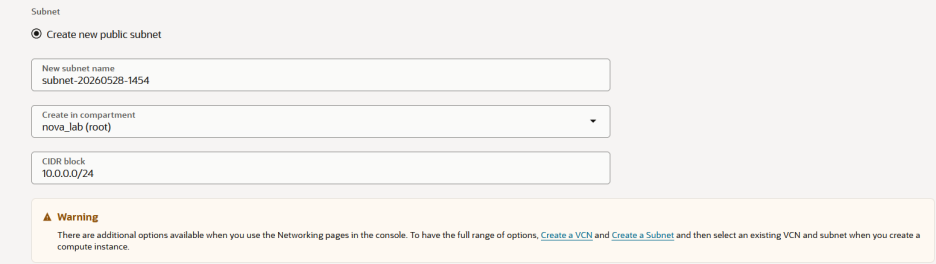 Subnet
Create new public subnet
New subnet name
subnet-20260528-1454
Create in compartment
nova_lab (root)
CIDR block
10.0.0.0/24
Warning
There are additional options available when you use the Networking pages in the console. To have the full range of options, Create a VCN and Create a Subnet and then select an existing VCN and subnet when you create a
compute instance.